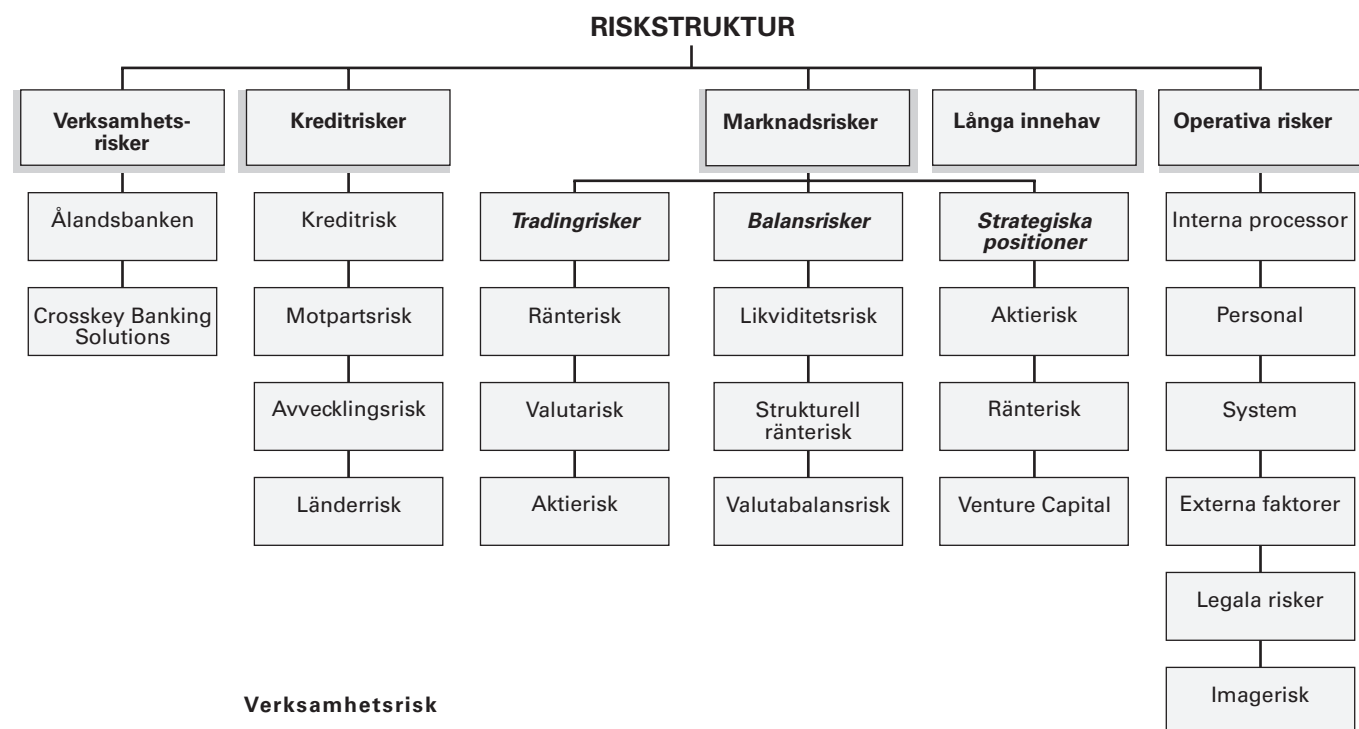 RISKSTRUKTUR
Verksamhets-
risker
Kreditrisker
Marknadsrisker
Långa innehav
Operativa risker
Ålandsbanken
Kreditrisk
Tradingrisker
Balansrisker
Strategiska
positioner
Interna processor
Crosskey Banking
Solutions
Motpartsrisk
Ränterisk
Likviditetsrisk
Aktierisk
Personal
Avvecklingsrisk
Valutarisk
Strukturell
ränterisk
Ränterisk
System
Länderrisk
Aktierisk
Valutabalansrisk
Venture Capital
Externa faktorer
Legala risker
Imagerisk
Verksamhetsrisk